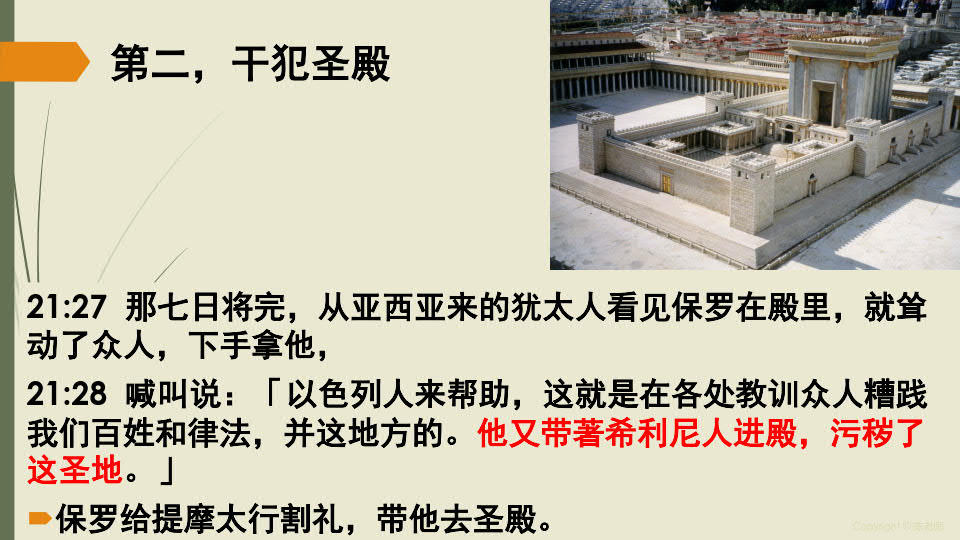 第二，干犯圣殿
21:27 那七日将完，从亚西亚来的犹太人看见保罗在殿里，就耸
动了众人，下手拿他，
21:28 喊叫说：「以色列人来帮助，这就是在各处教训众人糟践
我们百姓和律法，并这地方的。他又带著希利尼人进殿，污秽了
这圣地。」
保罗给提摩太行割礼，带他去圣殿。